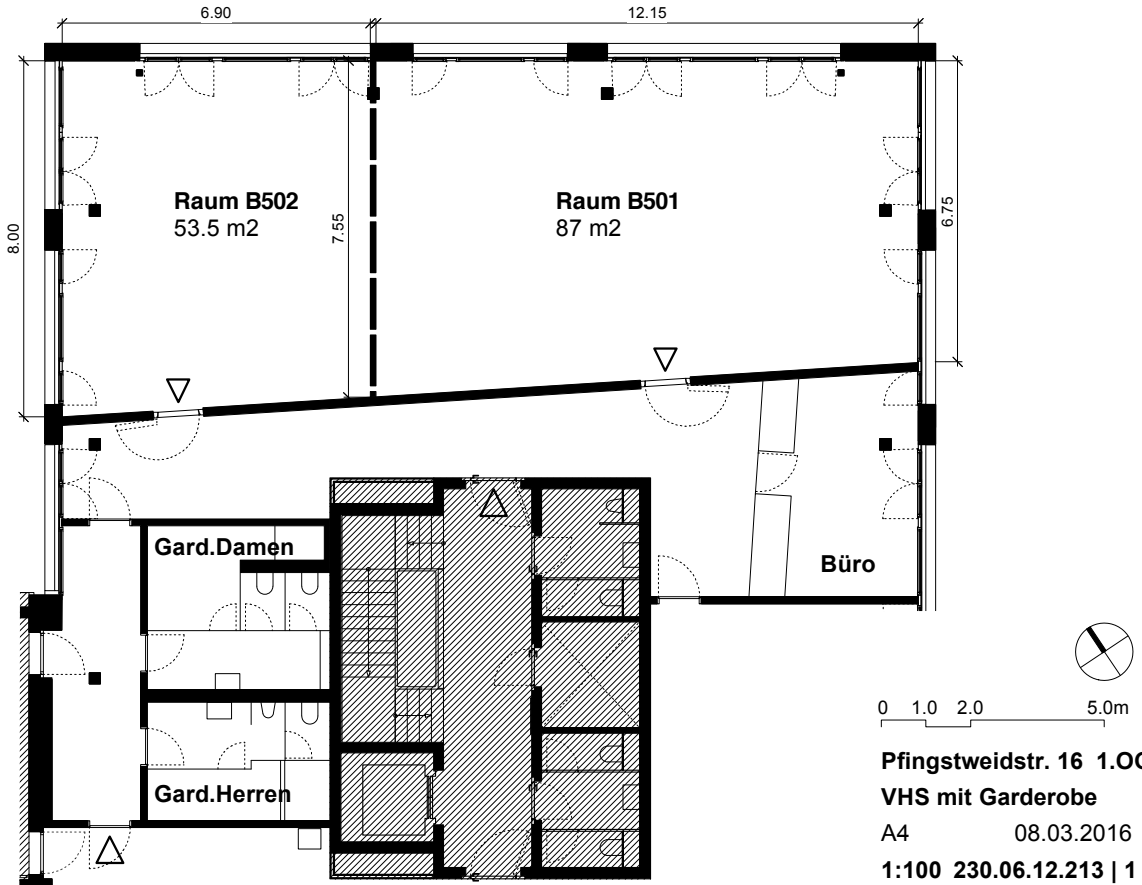 6.90
12.15
8.00
7.55
6.75
Raum B502
53.5 m2
Raum B501
87 m2
Gard.Damen
Büro
Gard.Herren
0 1.0 2.0 5.0m
Pfingstweidstr. 16 1.OG
VHS mit Garderobe
A4 08.03.2016
1:100 230.06.12.213 | 1